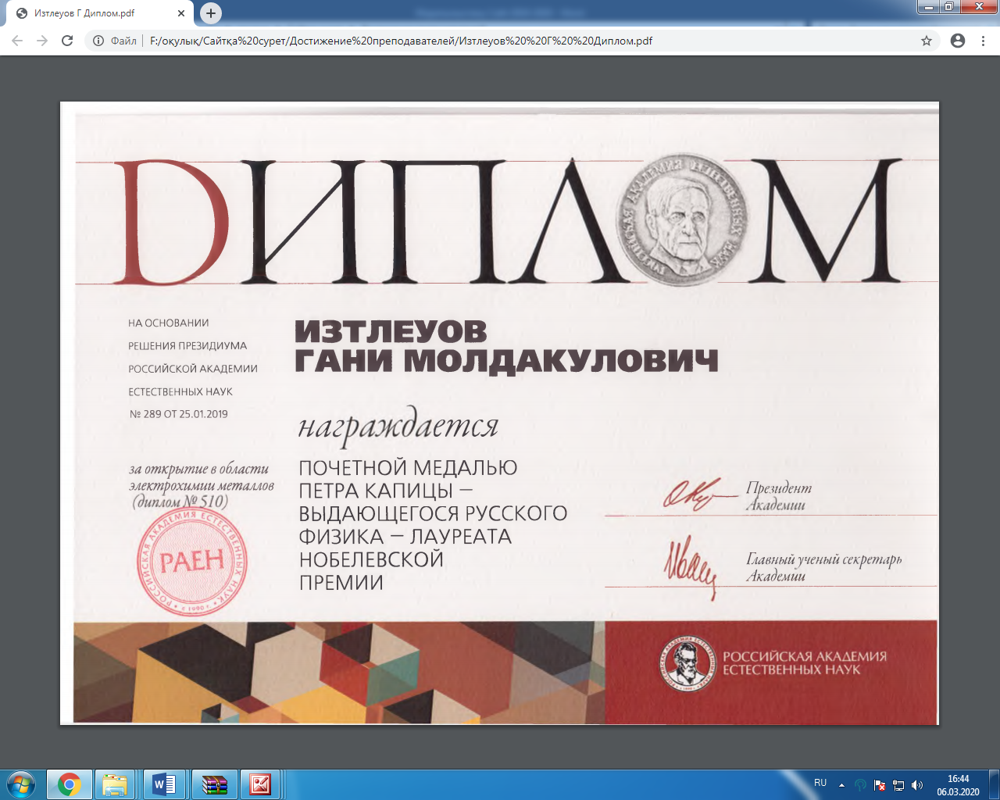 Изтлеуов Г Диплом.pdf
Файл | F:/оқулық/Сайтқа%20сурет/Достижение%20преподавателей/Изтлеуов%20%20Г%20%20Диплом.pdf
ДИПЛОМ
РОССИЙСКАЯ АКАДЕМИЯ ЕСТЕСТВЕННЫХ НАУК
НА ОСНОВАНИИ
РЕШЕНИЯ ПРЕЗИДИУМА
РОССИЙСКОЙ АКАДЕМИИ
ЕСТЕСТВЕННЫХ НАУК
№ 289 ОТ 25.01.2019
ИЗТЛЕУОВ
ГАНИ МОЛДАКУЛОВИЧ
награждается
за открытие в области
электрохимии металлов
(диплом № 510)
ПОЧЕТНОЙ МЕДАЛЬЮ
ПЕТРА КАПИЦЫ –
ВЫДАЮЩЕГОСЯ РУССКОГО
ФИЗИКА – ЛАУРЕАТА
НОБЕЛЕВСКОЙ
ПРЕМИИ
РОССИЙСКАЯ АКАДЕМИЯ ЕСТЕСТВЕННЫХ НАУК
РАЕН
• г 1990 г. •
Президент
Академии
Главный ученый секретарь
Академии
РОССИЙСКАЯ АКАДЕМИЯ
ЕСТЕСТВЕННЫХ НАУК
RU
16:44
06.03.2020